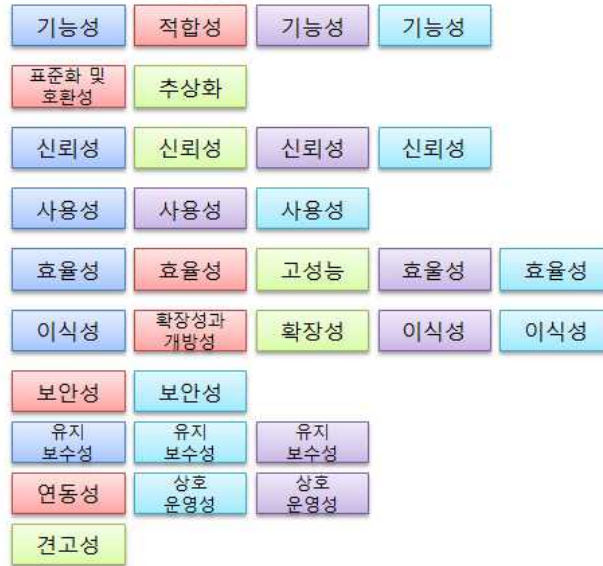 기능성 적합성 기능성 기능성
표준화 및
호환성 추상화
신뢰성 신뢰성 신뢰성 신뢰성
사용성 사용성 사용성
효율성 효율성 고성능 효울성 효율성
이식성 확장성과
개방성 확장성 이식성 이식성
보안성 보안성
유지
보수성 유지
보수성 유지
보수성
연동성 상호
운영성 상호
운영성
견고성